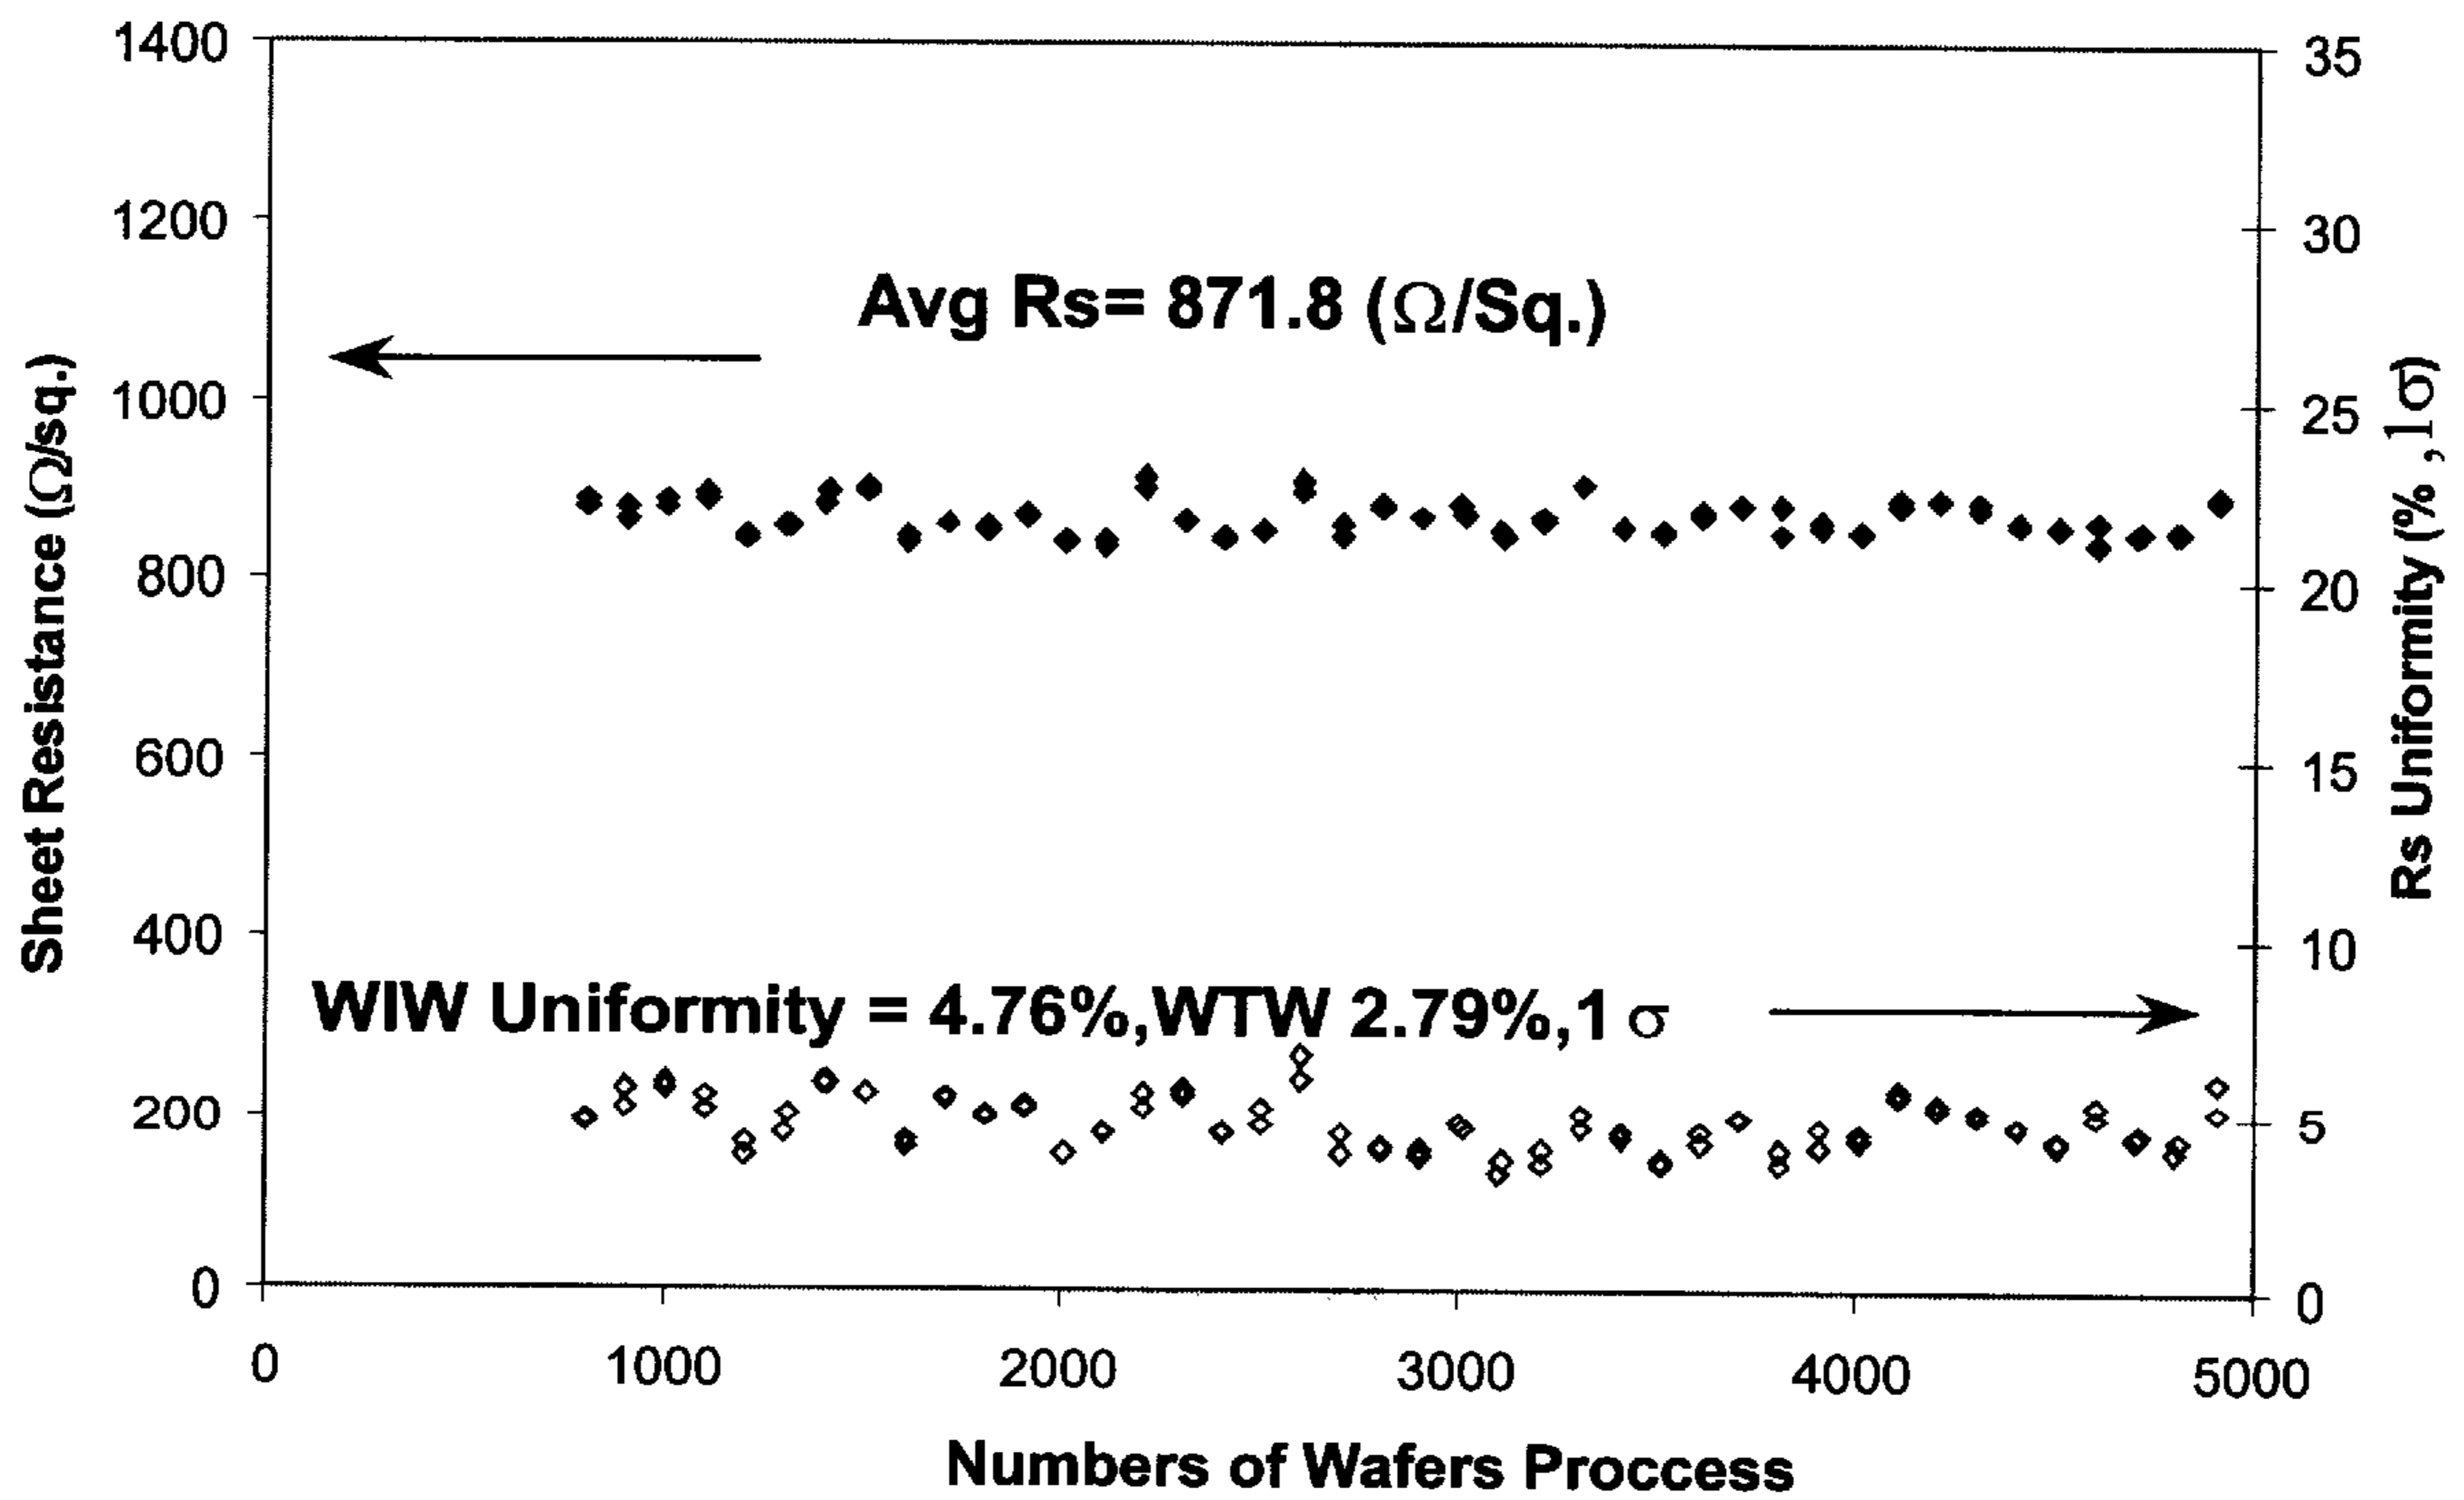 1400
1200
1000
800
600
400
200
0
Sheet Resistance (Ω/sq.)
Avg Rs= 871.8 (Ω/Sq.)
WIW Uniformity = 4.76%,WTW 2.79%,1 σ
35
30
25
20
15
10
5
0
Rs Uniformity (% ,1σ)
0 1000 2000 3000 4000 5000
Numbers of Wafers Proccess